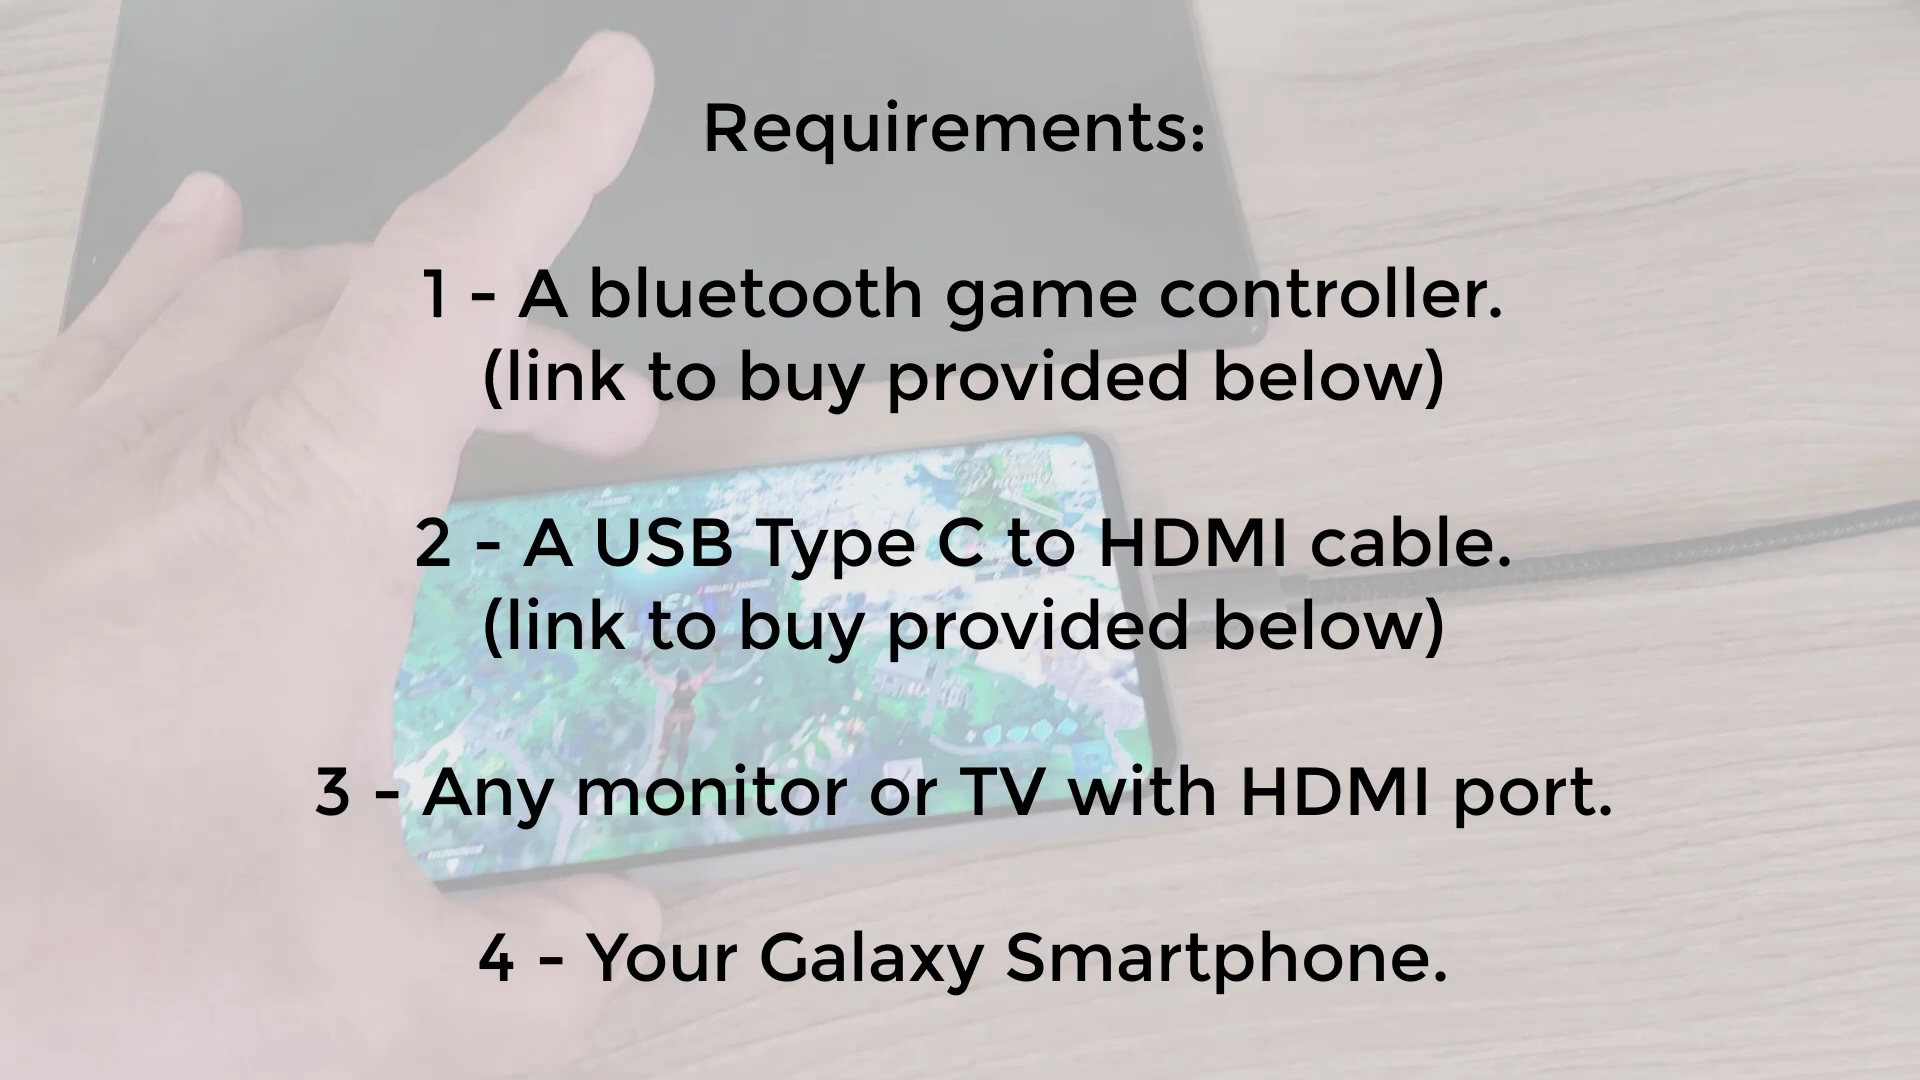 Requirements:
1 - A bluetooth game controller.
(link to buy provided below)
2 - A USB Type C to HDMI cable.
(link to buy provided below)
3 - Any monitor or TV with HDMI port.
4 - Your Galaxy Smartphone.